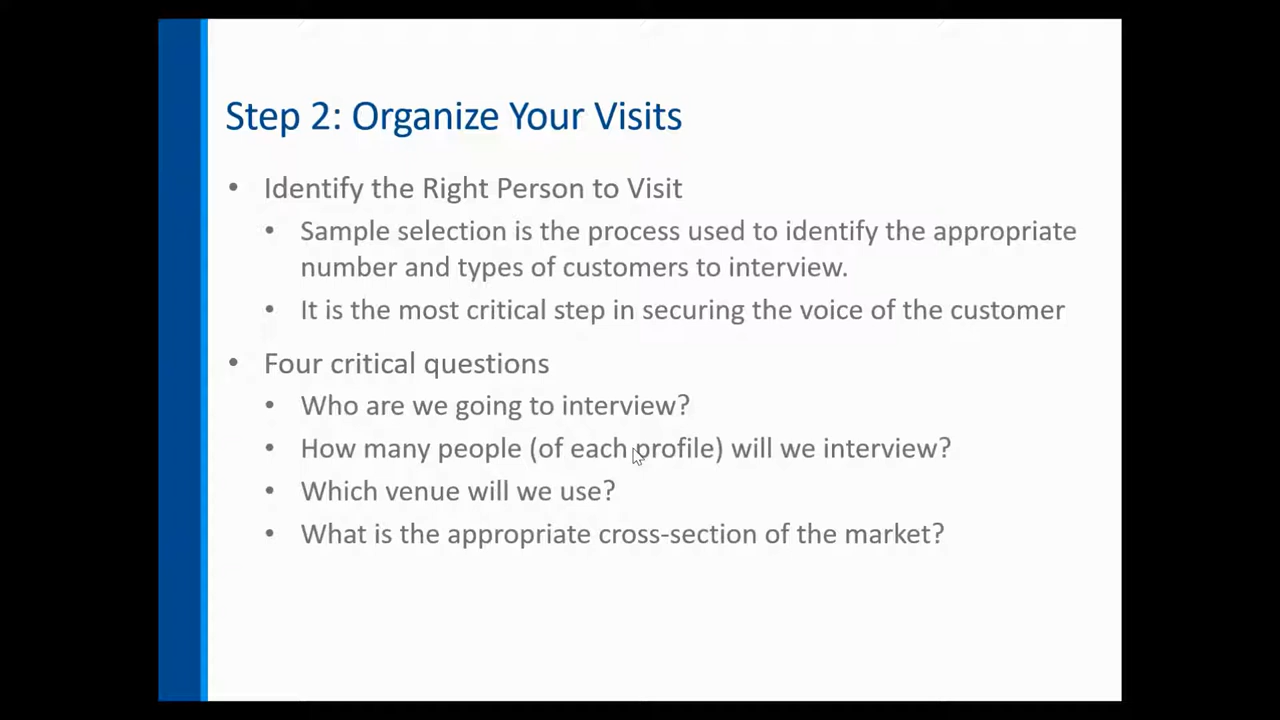 Step 2: Organize Your Visits
• Identify the Right Person to Visit
• Sample selection is the process used to identify the appropriate
number and types of customers to interview.
• It is the most critical step in securing the voice of the customer
• Four critical questions
• Who are we going to interview?
• How many people (of each profile) will we interview?
• Which venue will we use?
• What is the appropriate cross-section of the market?